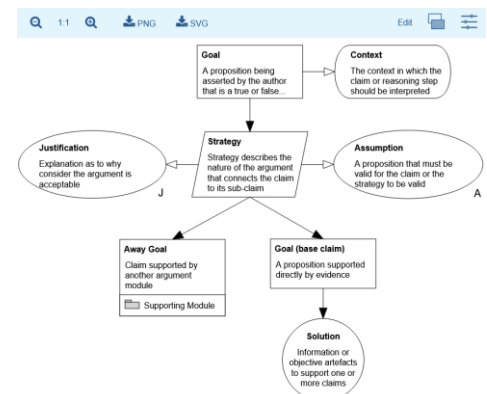 1:1 PNG SVG Edit
Goal
A proposition being
asserted by the author
that is a true or false...
Context
The context in which the
claim or reasoning step
should be interpreted
Justification
Explanation as to why
consider the argument is
acceptable
J
Strategy
Strategy describes the
nature of the argument
that connects the claim
to its sub-claim
Assumption
A proposition that must be
valid for the claim or the
strategy to be valid
A
Away Goal
Claim supported by
another argument
module
Supporting Module
Goal (base claim)
A proposition supported
directly by evidence
Solution
Information or
objective artefacts
to support one or
more claims